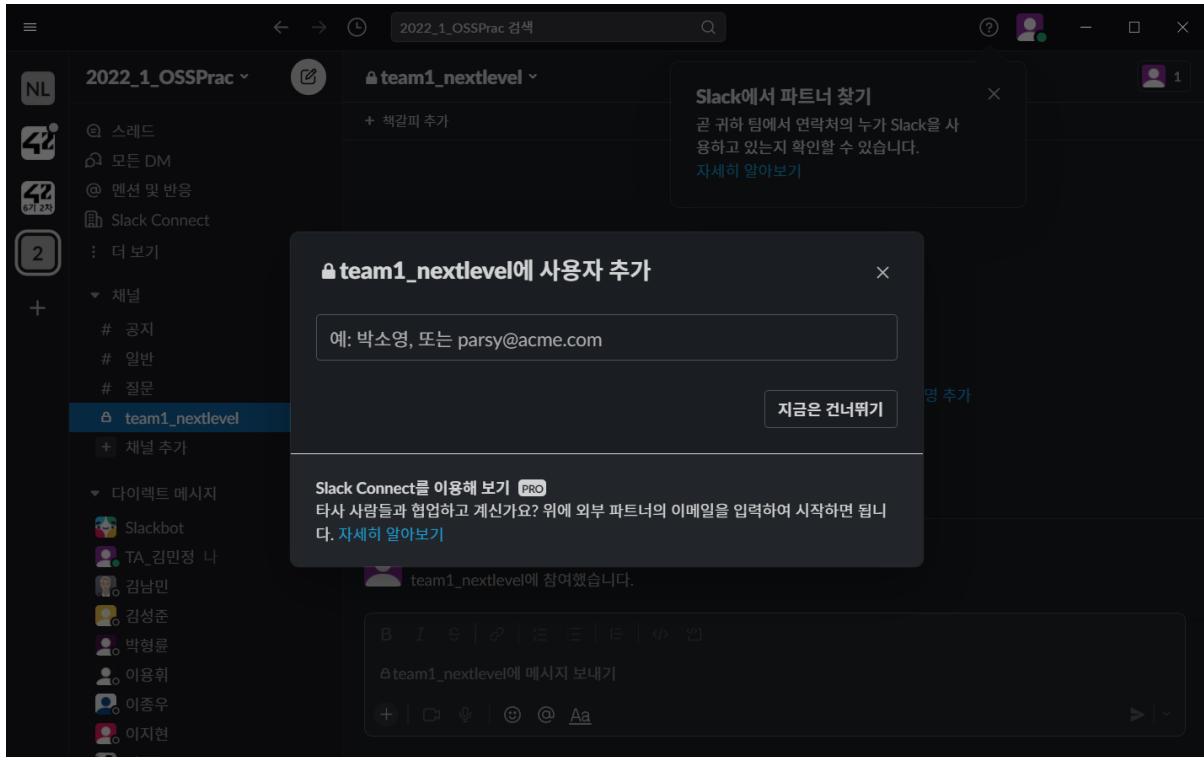 2022_1_OSSPrac 검색
NL
42
42
6기 2차
2
2022_1_OSSPrac
스레드
모든 DM
@ 멘션 및 반응
Slack Connect
더 보기
채널
# 공지
# 일반
# 질문
team1_nextlevel
+ 채널 추가
다이렉트 메시지
Slackbot
TA_김민정 나
김남민
김성준
박형륜
이용휘
이종우
이지현
team1_nextlevel
1
+ 책갈피 추가
Slack에서 파트너 찾기
곧 귀하 팀에서 연락처의 누가 Slack을 사
용하고 있는지 확인할 수 있습니다.
자세히 알아보기
team1_nextlevel에 사용자 추가
예: 박소영, 또는 parsy@acme.com
지금은 건너뛰기
Slack Connect를 이용해 보기 PRO
타사 사람들과 협업하고 계신가요? 위에 외부 파트너의 이메일을 입력하여 시작하면 됩니
다. 자세히 알아보기
명 추가
team1_nextlevel에 참여했습니다.
B I S
team1_nextlevel에 메시지 보내기
@ Aa